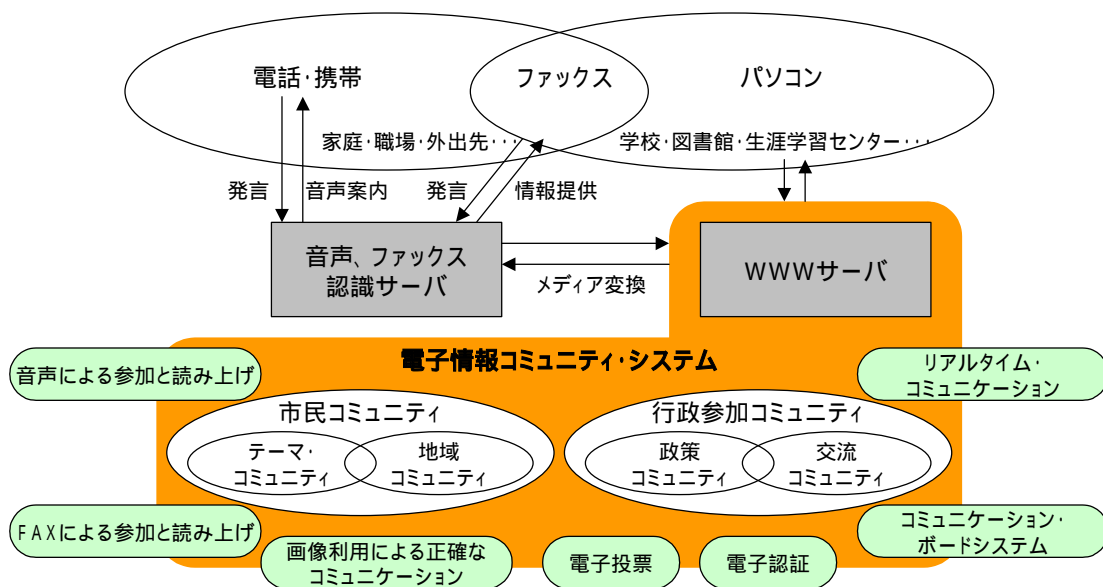 電話・携帯
ファックス
パソコン
家庭・職場・外出先・・・
学校・図書館・生涯学習センター・・・
発言
音声案内
発言
情報提供
音声、ファックス
認識サーバ
メディア変換
WWWサーバ
電子情報コミュニティ・システム
音声による参加と読み上げ
リアルタイム・
コミュニケーション
市民コミュニティ
行政参加コミュニティ
テーマ・
コミュニティ
地域
コミュニティ
政策
コミュニティ
交流
コミュニティ
FAXによる参加と読み上げ
コミュニケーション・
ボードシステム
画像利用による正確な
コミュニケーション
電子投票
電子認証